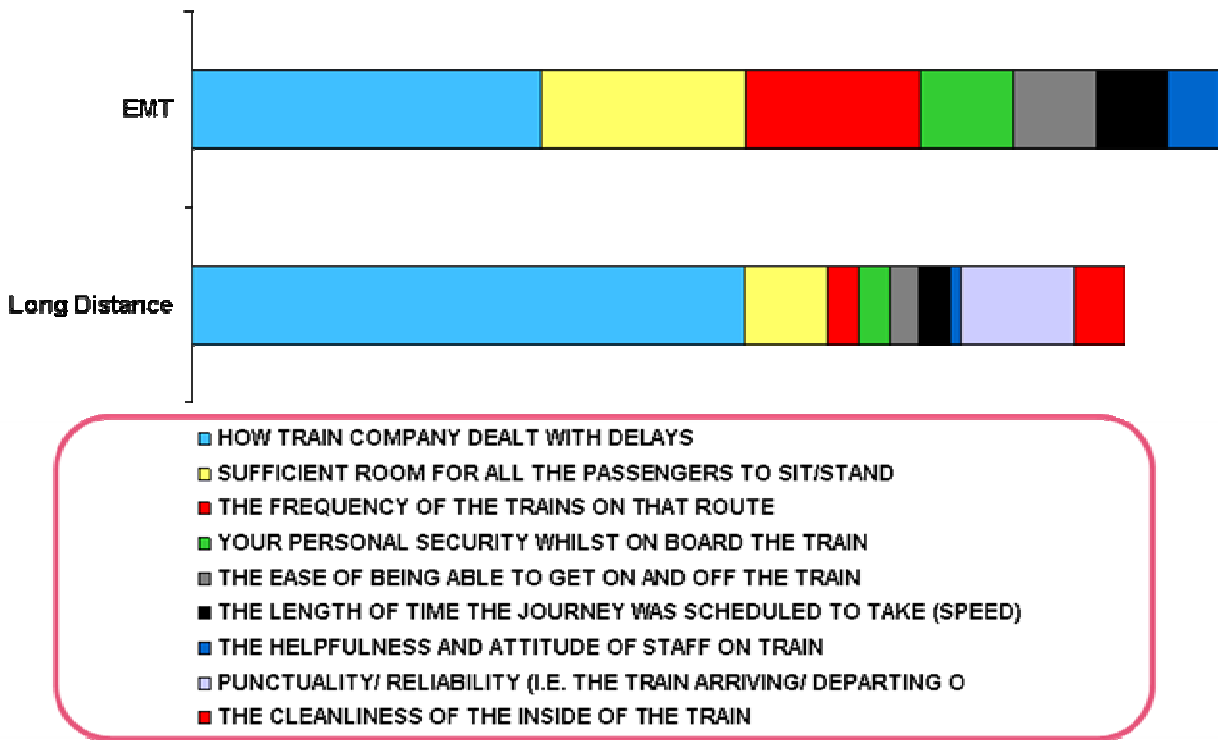 EMT
Long Distance
HOW TRAIN COMPANY DEALT WITH DELAYS
SUFFICIENT ROOM FOR ALL THE PASSENGERS TO SIT/STAND
THE FREQUENCY OF THE TRAINS ON THAT ROUTE
YOUR PERSONAL SECURITY WHILST ON BOARD THE TRAIN
THE EASE OF BEING ABLE TO GET ON AND OFF THE TRAIN
THE LENGTH OF TIME THE JOURNEY WAS SCHEDULED TO TAKE (SPEED)
THE HELPFULNESS AND ATTITUDE OF STAFF ON TRAIN
PUNCTUALITY/ RELIABILITY (I.E. THE TRAIN ARRIVING/ DEPARTING O
THE CLEANLINESS OF THE INSIDE OF THE TRAIN